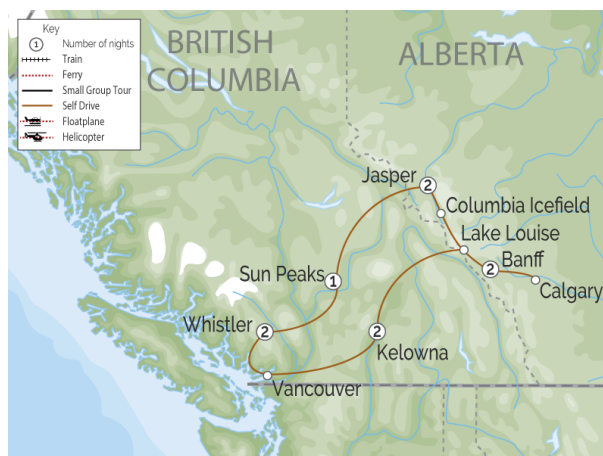 Key
1 Number of nights
Train
Ferry
Small Group Tour
Self Drive
Floatplane
Helicopter
BRITISH
COLUMBIA
ALBERTA
Jasper 2
Columbia Icefield
Lake Louise
Banff
2
Calgary
Sun Peaks 1
Whistler 2
2
Kelowna
Vancouver